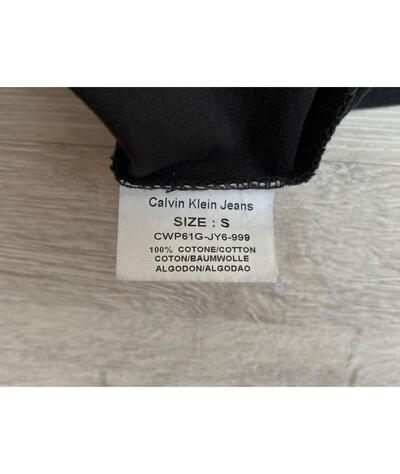 Calvin Klein Jeans
SIZE : S
CWP61G-JY6-999
100% COTONE/COTTON
COTON/BAUMWOLLE
ALGODON/ALGODAO